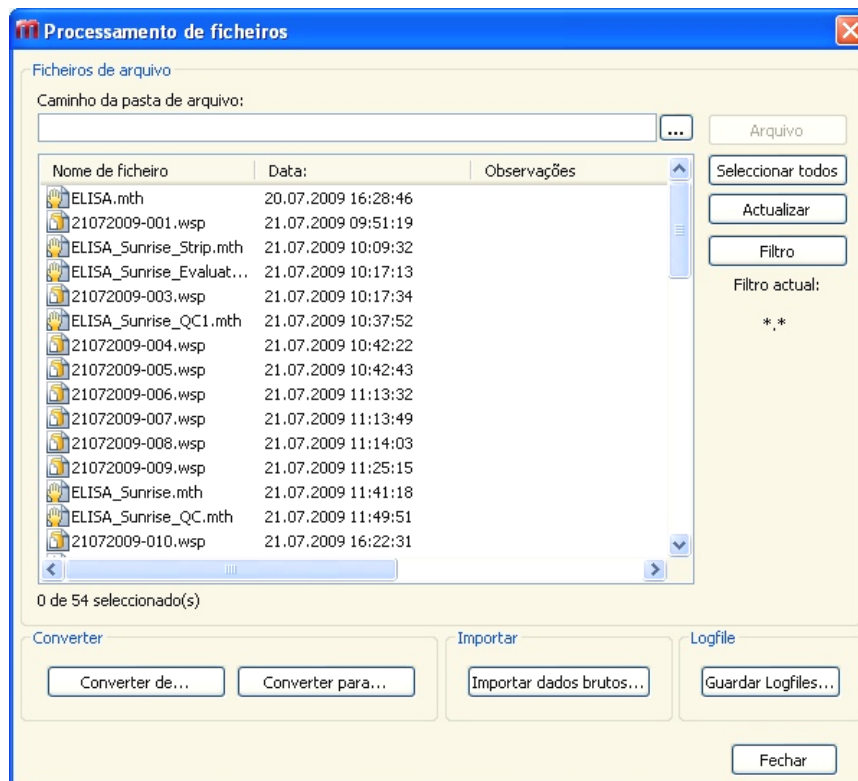 Processamento de ficheiros
Ficheiros de arquivo
Caminho da pasta de arquivo:
...
Arquivo
Nome de ficheiro Data: Observações
Seleccionar todos
ELISA.mth 20.07.2009 16:28:46
21072009-001.wsp 21.07.2009 09:51:19
Actualizar
ELISA_Sunrise_Strip.mth 21.07.2009 10:09:32
Filtro
ELISA_Sunrise_Evaluat... 21.07.2009 10:17:13
Filtro actual:
21072009-003.wsp 21.07.2009 10:17:34
*.*
ELISA_Sunrise_QC1.mth 21.07.2009 10:37:52
21072009-004.wsp 21.07.2009 10:42:22
21072009-005.wsp 21.07.2009 10:42:43
21072009-006.wsp 21.07.2009 11:13:32
21072009-007.wsp 21.07.2009 11:13:49
21072009-008.wsp 21.07.2009 11:14:03
21072009-009.wsp 21.07.2009 11:25:15
ELISA_Sunrise.mth 21.07.2009 11:41:18
ELISA_Sunrise_QC.mth 21.07.2009 11:49:51
21072009-010.wsp 21.07.2009 16:22:31
0 de 54 seleccionado(s)
Converter Importar Logfile
Converter de... Converter para... Importar dados brutos... Guardar Logfiles...
Fechar